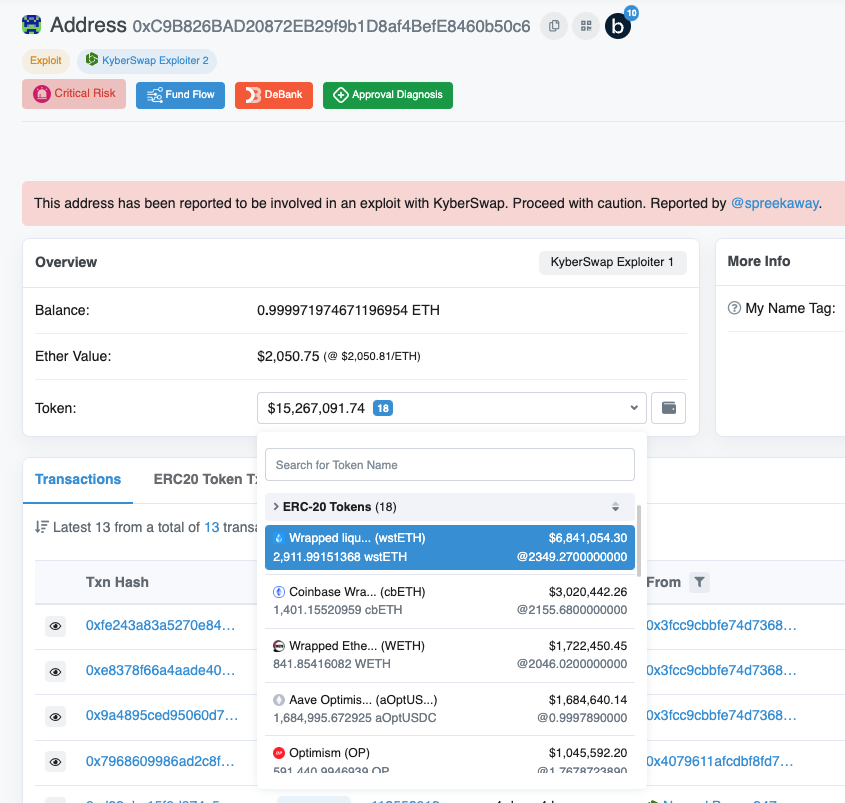 Address 0xC9B826BAD20872EB29f9b1D8af4BefE8460b50c6 b 10
Exploit KyberSwap Exploiter 2
Critical Risk Fund Flow DeBank Approval Diagnosis
This address has been reported to be involved in an exploit with KyberSwap. Proceed with caution. Reported by @spreekaway.
Overview KyberSwap Exploiter 1
More Info
Balance: 0.999971974671196954 ETH
My Name Tag:
Ether Value: $2,050.75 (@ $2,050.81/ETH)
Token: $15,267,091.74 18
Search for Token Name
Transactions ERC20 Token Tx
ERC-20 Tokens (18)
Latest 13 from a total of 13 transa
Wrapped liqu... (wstETH) $6,841,054.30
2,911.99151368 wstETH @2349.2700000000
Txn Hash
From
Coinbase Wra... (cbETH) $3,020,442.26
1,401.15520959 cbETH @2155.6800000000
0xfe243a83a5270e84... 0x3fcc9cbbfe74d7368...
Wrapped Ethe... (WETH) $1,722,450.45
841.85416082 WETH @2046.0200000000
0xe8378f66a4aade40... 0x3fcc9cbbfe74d7368...
Aave Optimis... (aOptUS...) $1,684,640.14
1,684,995.672925 aOptUSDC @0.9997890000
0x9a4895ced95060d7... 0x3fcc9cbbfe74d7368...
Optimism (OP) $1,045,592.20
591,440.9946939 OP @1.7678723890
0x7968609986ad2c8f... 0x4079611afcdbf8fd7...